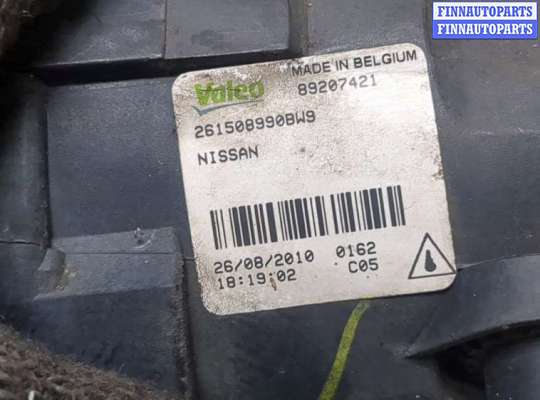 FINNAUTOPARTS
FINNAUTOPARTS
Valeo
MADE IN BELGIUM
89207421
261508990BW9
NISSAN
26/08/2010 0162
18:19:02 C05